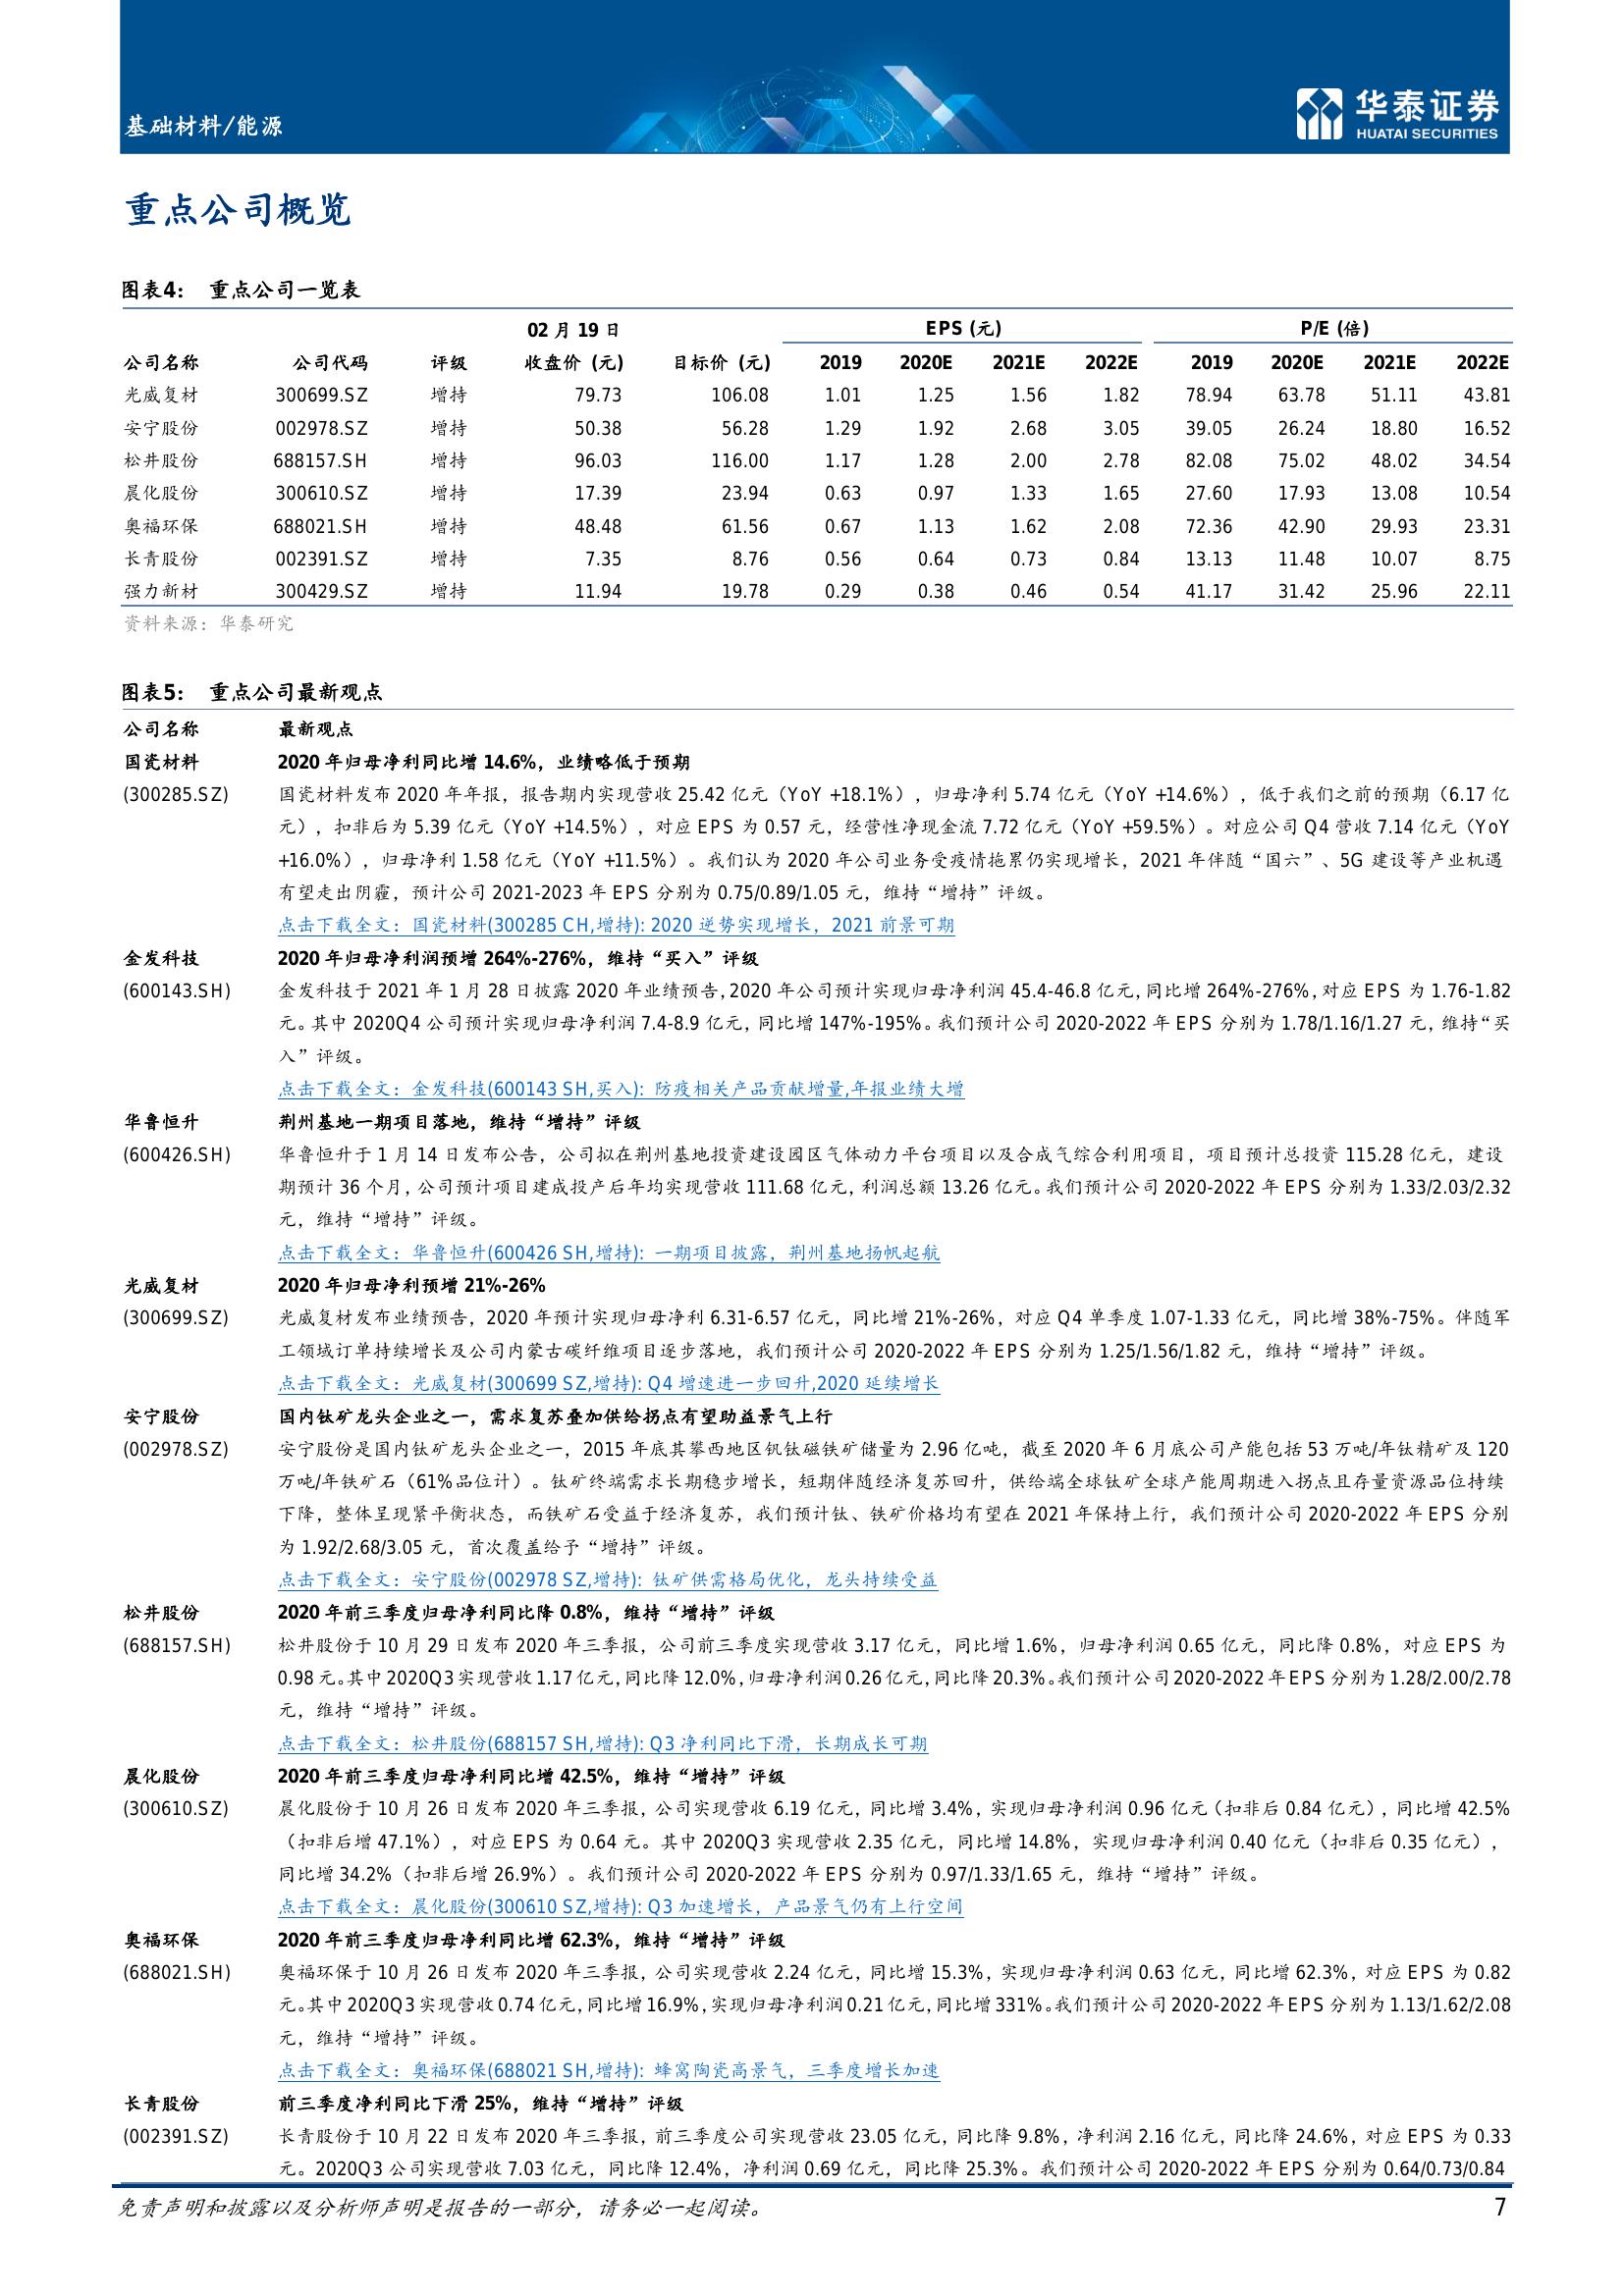 基础材料/能源
华泰证券
HUATAI SECURITIES
重点公司概览
图表4： 重点公司一览表
02 月 19 日 EPS (元) P/E (倍)
公司名称 公司代码 评级 收盘价 (元) 目标价 (元) 2019 2020E 2021E 2022E 2019 2020E 2021E 2022E
光威复材 300699.SZ 增持 79.73 106.08 1.01 1.25 1.56 1.82 78.94 63.78 51.11 43.81
安宁股份 002978.SZ 增持 50.38 56.28 1.29 1.92 2.68 3.05 39.05 26.24 18.80 16.52
松井股份 688157.SH 增持 96.03 116.00 1.17 1.28 2.00 2.78 82.08 75.02 48.02 34.54
晨化股份 300610.SZ 增持 17.39 23.94 0.63 0.97 1.33 1.65 27.60 17.93 13.08 10.54
奥福环保 688021.SH 增持 48.48 61.56 0.67 1.13 1.62 2.08 72.36 42.90 29.93 23.31
长青股份 002391.SZ 增持 7.35 8.76 0.56 0.64 0.73 0.84 13.13 11.48 10.07 8.75
强力新材 300429.SZ 增持 11.94 19.78 0.29 0.38 0.46 0.54 41.17 31.42 25.96 22.11
资料来源：华泰研究
图表5： 重点公司最新观点
公司名称 最新观点
国瓷材料 2020 年归母净利同比增 14.6%，业绩略低于预期
(300285.SZ) 国瓷材料发布 2020 年年报，报告期内实现营收 25.42 亿元（YoY +18.1%），归母净利 5.74 亿元（YoY +14.6%），低于我们之前的预期（6.17 亿
元），扣非后为 5.39 亿元（YoY +14.5%），对应 EPS 为 0.57 元，经营性净现金流 7.72 亿元（YoY +59.5%）。对应公司 Q4 营收 7.14 亿元（YoY
+16.0%），归母净利 1.58 亿元（YoY +11.5%）。我们认为 2020 年公司业务受疫情拖累仍实现增长，2021 年伴随“国六”、5G 建设等产业机遇
有望走出阴霾，预计公司 2021-2023 年 EPS 分别为 0.75/0.89/1.05 元，维持“增持”评级。
点击下载全文：国瓷材料(300285 CH,增持): 2020 逆势实现增长，2021 前景可期
金发科技 2020 年归母净利润预增 264%-276%，维持“买入”评级
(600143.SH) 金发科技于 2021 年 1 月 28 日披露 2020 年业绩预告,2020 年公司预计实现归母净利润 45.4-46.8 亿元,同比增 264%-276%,对应 EPS 为 1.76-1.82
元。其中 2020Q4 公司预计实现归母净利润 7.4-8.9 亿元，同比增 147%-195%。我们预计公司 2020-2022 年 EPS 分别为 1.78/1.16/1.27 元，维持“买
入”评级。
点击下载全文：金发科技(600143 SH,买入)：防疫相关产品贡献增量,年报业绩大增
华鲁恒升 荆州基地一期项目落地，维持“增持”评级
(600426.SH) 华鲁恒升于 1 月 14 日发布公告，公司拟在荆州基地投资建设园区气体动力平台项目以及合成气综合利用项目，项目预计总投资 115.28 亿元，建设
期预计 36 个月，公司预计项目建成投产后年均实现营收 111.68 亿元，利润总额 13.26 亿元。我们预计公司 2020-2022 年 EPS 分别为 1.33/2.03/2.32
元，维持“增持”评级。
点击下载全文：华鲁恒升(600426 SH,增持)：一期项目披露，荆州基地扬帆起航
光威复材 2020 年归母净利预增 21%-26%
(300699.SZ) 光威复材发布业绩预告，2020 年预计实现归母净利 6.31-6.57 亿元，同比增 21%-26%，对应 Q4 单季度 1.07-1.33 亿元，同比增 38%-75%。伴随军
工领域订单持续增长及公司内蒙古碳纤维项目逐步落地，我们预计公司 2020-2022 年 EPS 分别为 1.25/1.56/1.82 元，维持“增持”评级。
点击下载全文：光威复材(300699 SZ,增持): Q4 增速进一步回升,2020 延续增长
安宁股份 国内钛矿龙头企业之一，需求复苏叠加供给拐点有望助益景气上行
(002978.SZ) 安宁股份是国内钛矿龙头企业之一，2015 年底其攀西地区钒钛磁铁矿储量为 2.96 亿吨，截至 2020 年 6 月底公司产能包括 53 万吨/年钛精矿及 120
万吨/年铁矿石（61%品位计）。钛矿终端需求长期稳步增长，短期伴随经济复苏回升，供给端全球钛矿全球产能周期进入拐点且存量资源品位持续
下降，整体呈现紧平衡状态，而铁矿石受益于经济复苏，我们预计钛、铁矿价格均有望在 2021 年保持上行，我们预计公司 2020-2022 年 EPS 分别
为 1.92/2.68/3.05 元，首次覆盖给予“增持”评级。
点击下载全文：安宁股份(002978 SZ,增持)：钛矿供需格局优化，龙头持续受益
松井股份 2020 年前三季度归母净利同比降 0.8%，维持“增持”评级
(688157.SH) 松井股份于 10 月 29 日发布 2020 年三季报，公司前三季度实现营收 3.17 亿元，同比增 1.6%，归母净利润 0.65 亿元，同比降 0.8%，对应 EPS 为
0.98 元。其中 2020Q3 实现营收 1.17 亿元，同比降 12.0%，归母净利润 0.26 亿元，同比降 20.3%。我们预计公司 2020-2022 年 EPS 分别为 1.28/2.00/2.78
元，维持“增持”评级。
点击下载全文：松井股份(688157 SH,增持): Q3 净利同比下滑，长期成长可期
晨化股份 2020 年前三季度归母净利同比增 42.5%，维持“增持”评级
(300610.SZ) 晨化股份于 10 月 26 日发布 2020 年三季报，公司实现营收 6.19 亿元，同比增 3.4%，实现归母净利润 0.96 亿元（扣非后 0.84 亿元），同比增 42.5%
（扣非后增 47.1%），对应 EPS 为 0.64 元。其中 2020Q3 实现营收 2.35 亿元，同比增 14.8%，实现归母净利润 0.40 亿元（扣非后 0.35 亿元），
同比增 34.2%（扣非后增 26.9%）。我们预计公司 2020-2022 年 EPS 分别为 0.97/1.33/1.65 元，维持“增持”评级。
点击下载全文：晨化股份(300610 SZ,增持): Q3 加速增长，产品景气仍有上行空间
奥福环保 2020 年前三季度归母净利同比增 62.3%，维持“增持”评级
(688021.SH) 奥福环保于 10 月 26 日发布 2020 年三季报，公司实现营收 2.24 亿元，同比增 15.3%，实现归母净利润 0.63 亿元，同比增 62.3%，对应 EPS 为 0.82
元。其中 2020Q3 实现营收 0.74 亿元，同比增 16.9%，实现归母净利润 0.21 亿元，同比增 331%。我们预计公司 2020-2022 年 EPS 分别为 1.13/1.62/2.08
元，维持“增持”评级。
点击下载全文：奥福环保(688021 SH,增持)：蜂窝陶瓷高景气，三季度增长加速
长青股份 前三季度净利同比下滑 25%，维持“增持”评级
(002391.SZ) 长青股份于 10 月 22 日发布 2020 年三季报，前三季度公司实现营收 23.05 亿元，同比降 9.8%，净利润 2.16 亿元，同比降 24.6%，对应 EPS 为 0.33
元。2020Q3 公司实现营收 7.03 亿元，同比降 12.4%，净利润 0.69 亿元，同比降 25.3%。我们预计公司 2020-2022 年 EPS 分别为 0.64/0.73/0.84
免责声明和披露以及分析师声明是报告的一部分，请务必一起阅读。 7